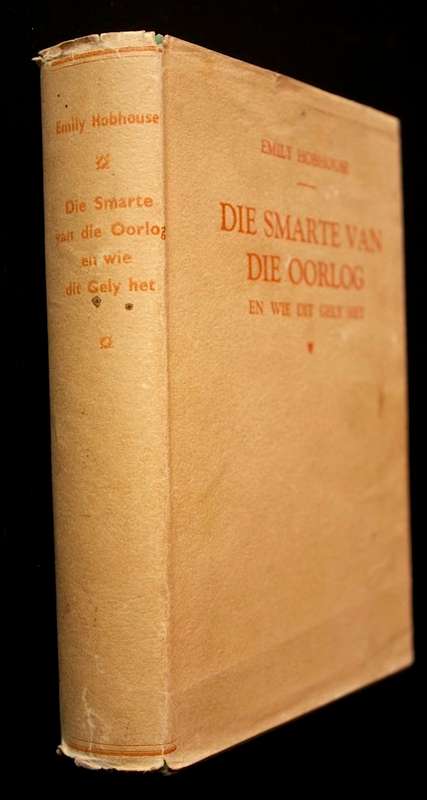 Emily Hobhouse
Die Smarte
van die Oorlog
en wie
dit Gely het
EMILY HOBHOUSE
DIE SMARTE VAN
DIE OORLOG
EN WIE DIT GELY HET